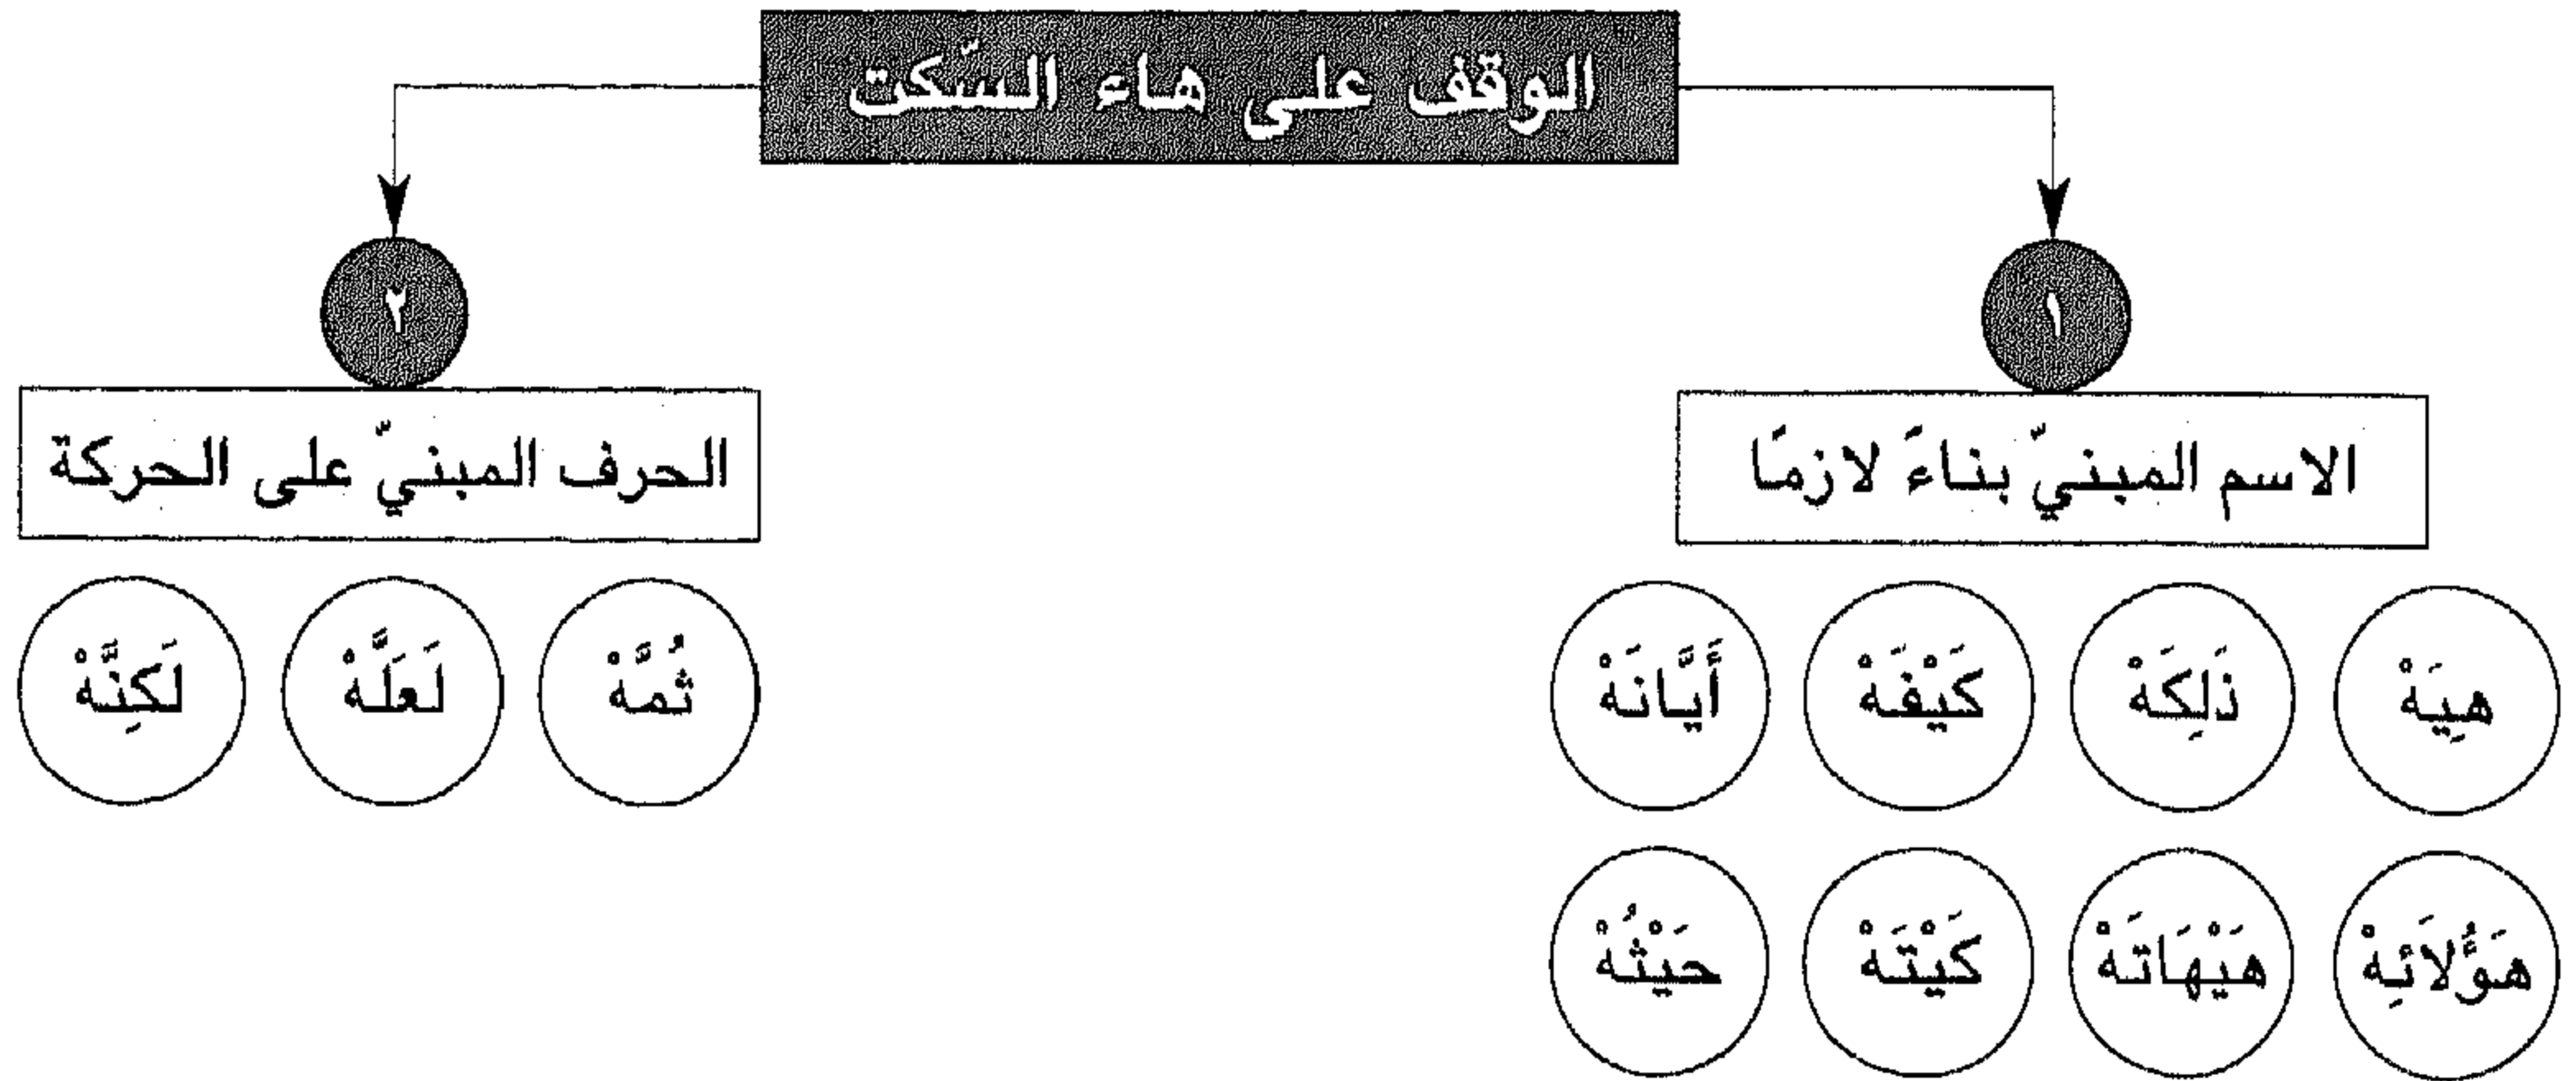 الوقف على هاء السّكت
١
الاسم المبنيّ بناءً لازمًا
هِيَهْ
ذَلِكَهْ
كَيْفَهْ
أَيَّانَهْ
هَؤُلَائِهْ
هَيْهَاتَهْ
كَيْتَهْ
حَيْثُهْ
٢
الحرف المبنيّ على الحركة
ثُمَّهْ
لَعَلَّهْ
لَكِنَّهْ